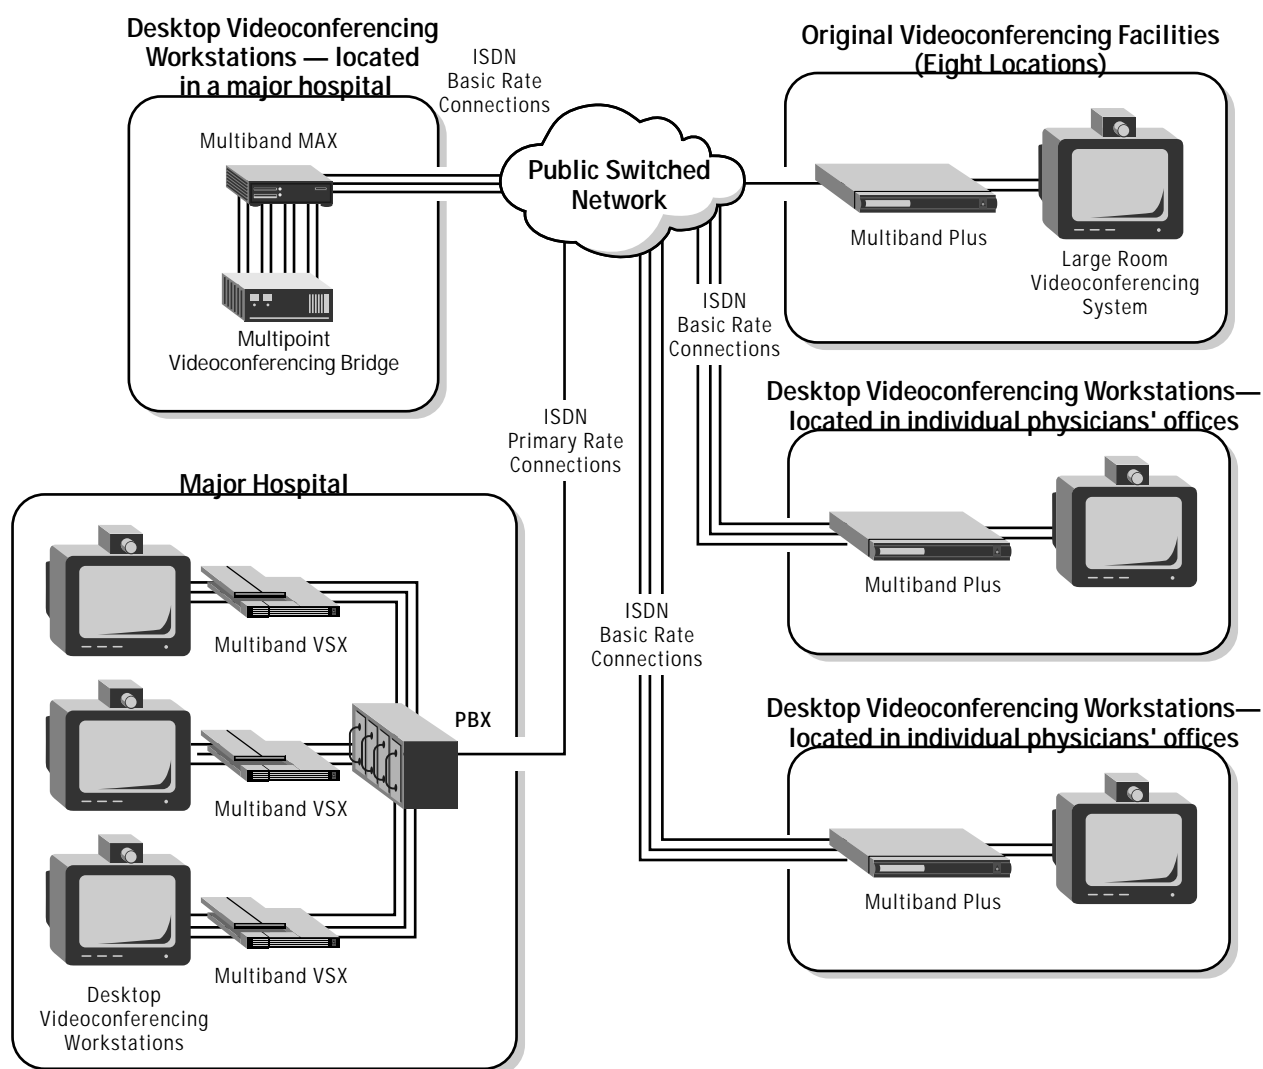 Desktop Videoconferencing
Workstations — located
in a major hospital
ISDN
Basic Rate
Connections
Multiband MAX
Multipoint
Videoconferencing Bridge
Public Switched
Network
Original Videoconferencing Facilities
(Eight Locations)
Multiband Plus
Large Room
Videoconferencing
System
ISDN
Basic Rate
Connections
Desktop Videoconferencing Workstations—
located in individual physicians' offices
Multiband Plus
ISDN
Primary Rate
Connections
Major Hospital
Multiband VSX
PBX
Multiband VSX
Multiband VSX
Desktop
Videoconferencing
Workstations
ISDN
Basic Rate
Connections
Desktop Videoconferencing Workstations—
located in individual physicians' offices
Multiband Plus